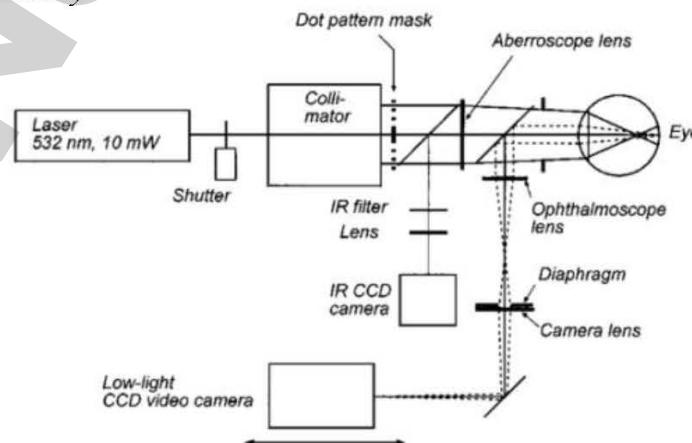 Dot pattern mask
Aberroscope lens
Colli-
mator
Laser
532 nm, 10 mW
Eye
Shutter
IR filter
Lens
Ophthalmoscope
lens
IR CCD
camera
Diaphragm
Camera lens
Low-light
CCD video camera